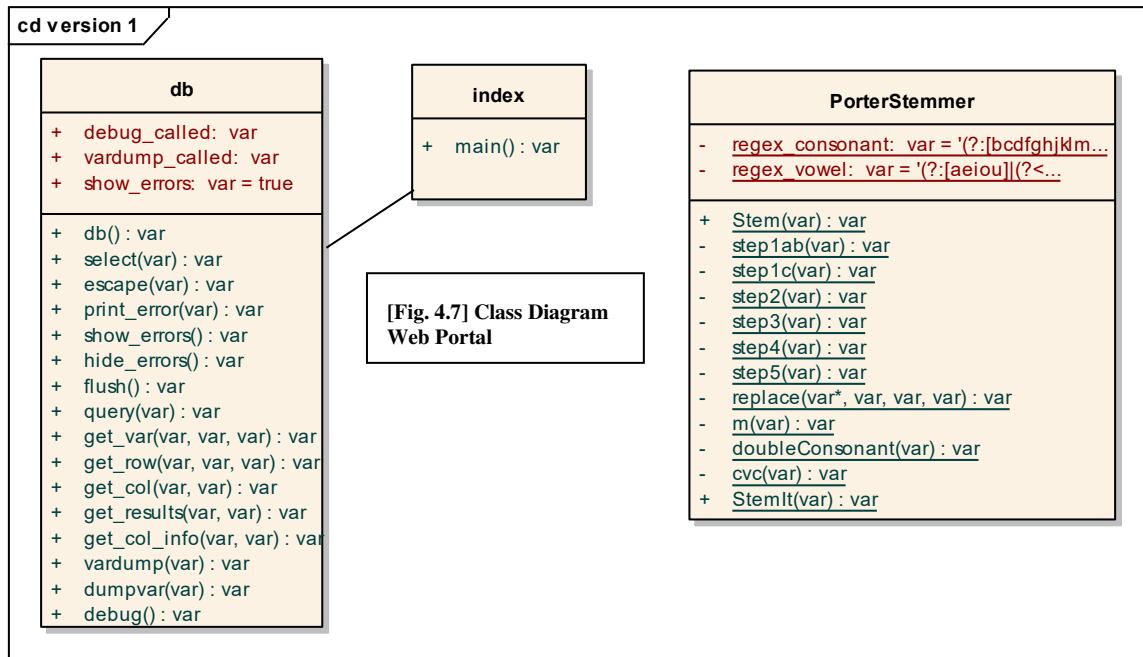 cd version 1
db
+ debug_called: var
+ vardump_called: var
+ show_errors: var = true
+ db() : var
+ select(var) : var
+ escape(var) : var
+ print_error(var) : var
+ show_errors() : var
+ hide_errors() : var
+ flush() : var
+ query(var) : var
+ get_var(var, var, var) : var
+ get_row(var, var, var) : var
+ get_col(var, var) : var
+ get_results(var, var) : var
+ get_col_info(var, var) : var
+ vardump(var) : var
+ dumpvar(var) : var
+ debug() : var
index
+ main() : var
[Fig. 4.7] Class Diagram
Web Portal
PorterStemmer
- regex_consonant: var = '(?:[bcdfghjklm...
- regex_vowel: var = '(?:[aeiou]|(?<...
+ Stem(var) : var
- step1ab(var) : var
- step1c(var) : var
- step2(var) : var
- step3(var) : var
- step4(var) : var
- step5(var) : var
- replace(var*, var, var, var) : var
- m(var) : var
- doubleConsonant(var) : var
- cvc(var) : var
+ StemIt(var) : var